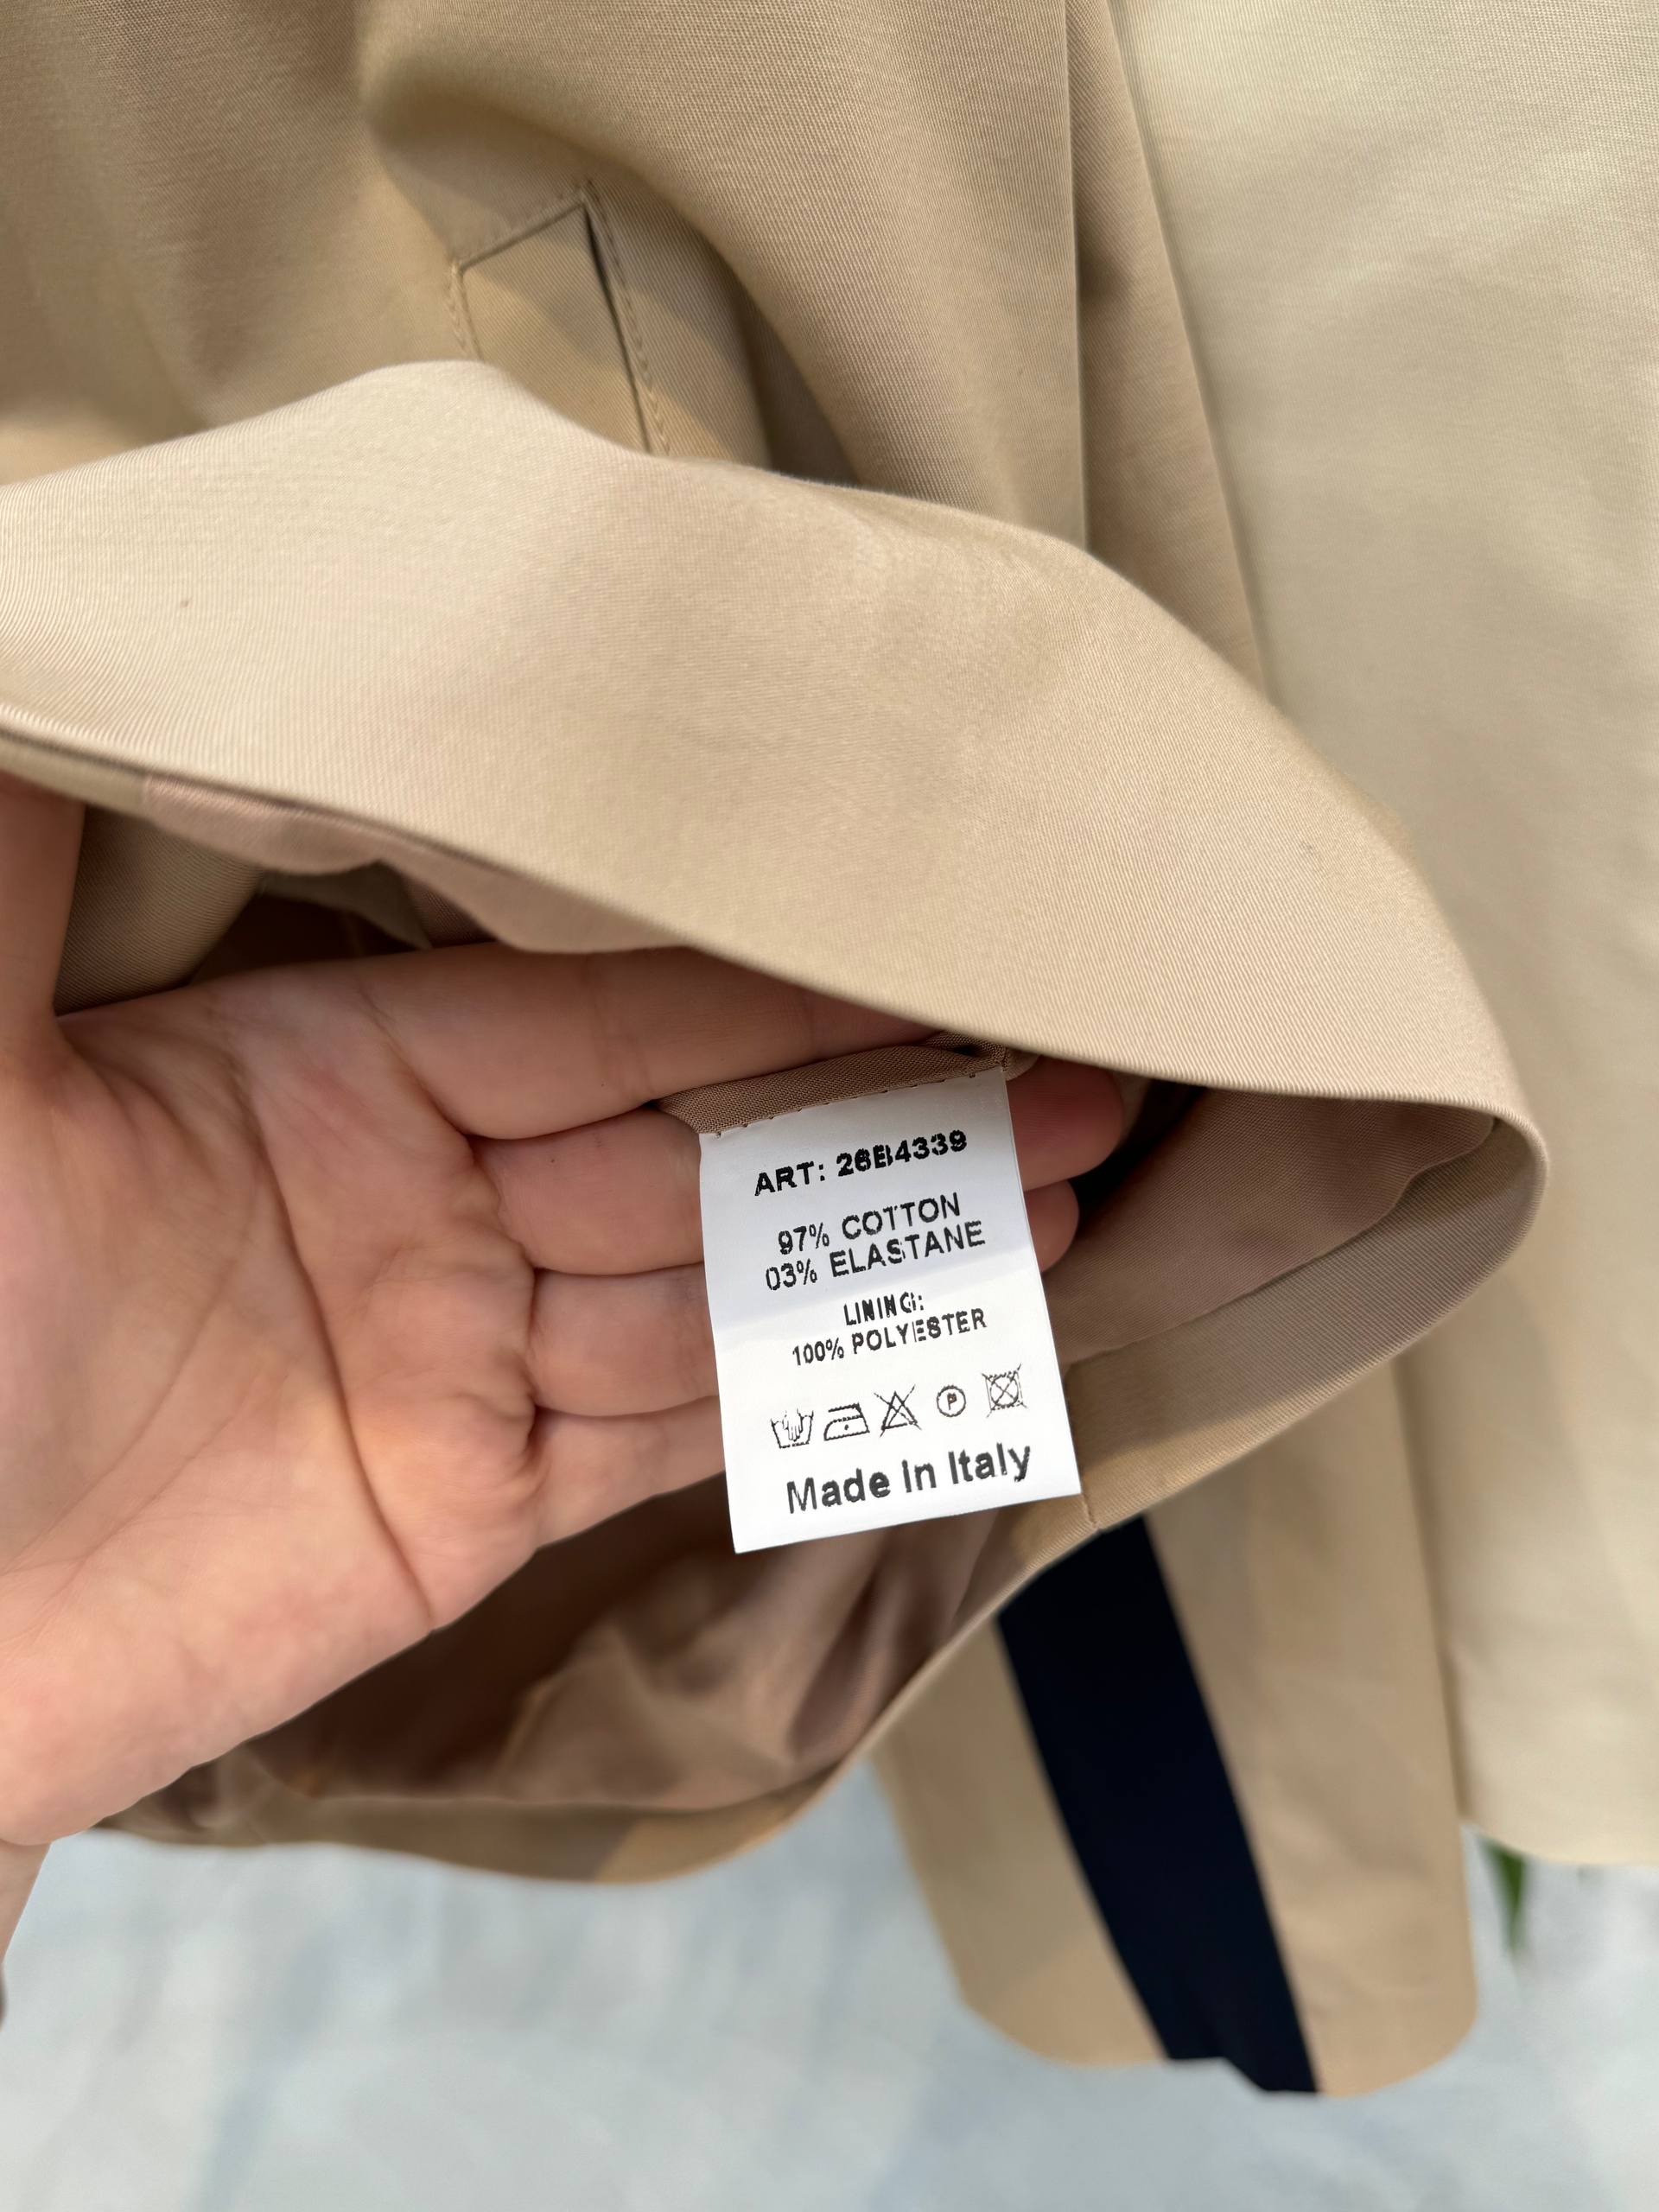 ART: 26B4339
97% COTTON
03% ELASTANE
LINING:
100% POLYESTER
P
Made in Italy